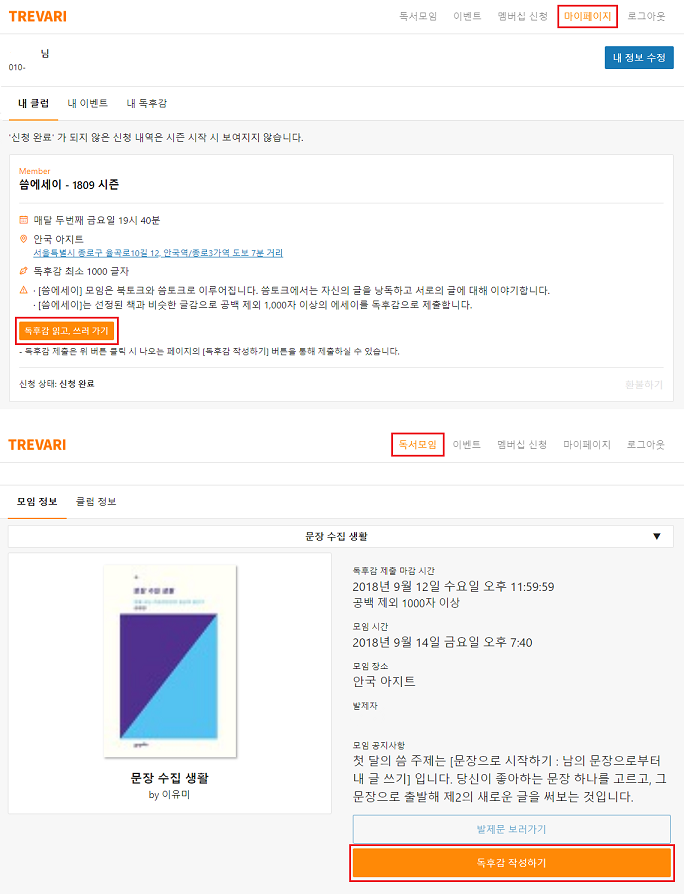 TREVARI
독서모임 이벤트 멤버십 신청 마이페이지 로그아웃
님
010-
내 정보 수정
내 클럽 내 이벤트 내 독후감
'신청 완료' 가 되지 않은 신청 내역은 시즌 시작 시 보여지지 않습니다.
Member
씀에세이 - 1809 시즌
매달 두번째 금요일 19시 40분
안국 아지트
서울특별시 종로구 율곡로10길 12, 안국역/종로3가역 도보 7분 거리
독후감 최소 1000 글자
· [씀에세이] 모임은 북토크와 씀토크로 이루어집니다. 씀토크에서는 자신의 글을 낭독하고 서로의 글에 대해 이야기합니다.
· [씀에세이]는 선정된 책과 비슷한 글감으로 공백 제외 1,000자 이상의 에세이를 독후감으로 제출합니다.
독후감 읽고, 쓰러 가기
- 독후감 제출은 위 버튼 클릭 시 나오는 페이지의 [독후감 작성하기] 버튼을 통해 제출하실 수 있습니다.
신청 상태: 신청 완료
환불하기
TREVARI
독서모임 이벤트 멤버십 신청 마이페이지 로그아웃
모임 정보 클럽 정보
문장 수집 생활 ▼
문장 수집 생활
문장 수집 생활
by 이유미
독후감 제출 마감 시간
2018년 9월 12일 수요일 오후 11:59:59
공백 제외 1000자 이상
모임 시간
2018년 9월 14일 금요일 오후 7:40
모임 장소
안국 아지트
발제자
모임 공지사항
첫 달의 씀 주제는 [문장으로 시작하기 : 남의 문장으로부터
내 글 쓰기] 입니다. 당신이 좋아하는 문장 하나를 고르고, 그
문장으로 출발해 제2의 새로운 글을 써보는 것입니다.
발제문 보러가기
독후감 작성하기